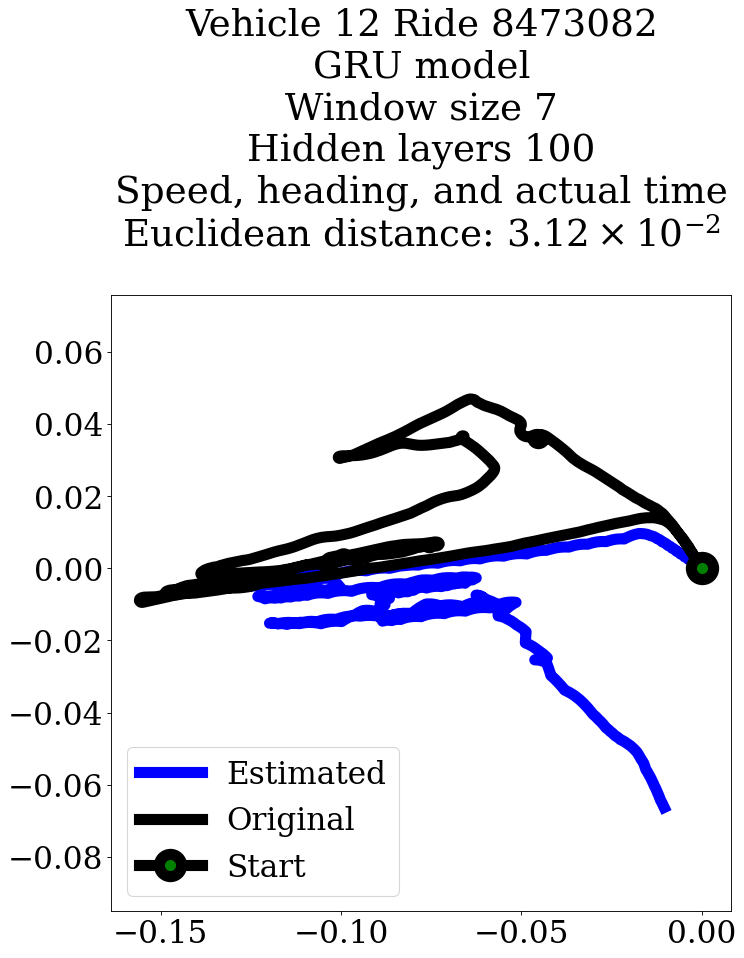 Vehicle 12 Ride 8473082
GRU model
Window size 7
Hidden layers 100
Speed, heading, and actual time
Euclidean distance: 3.12 × 10⁻²
0.06
0.04
0.02
0.00
−0.02
−0.04
−0.06
−0.08
Estimated
Original
Start
−0.15 −0.10 −0.05 0.00